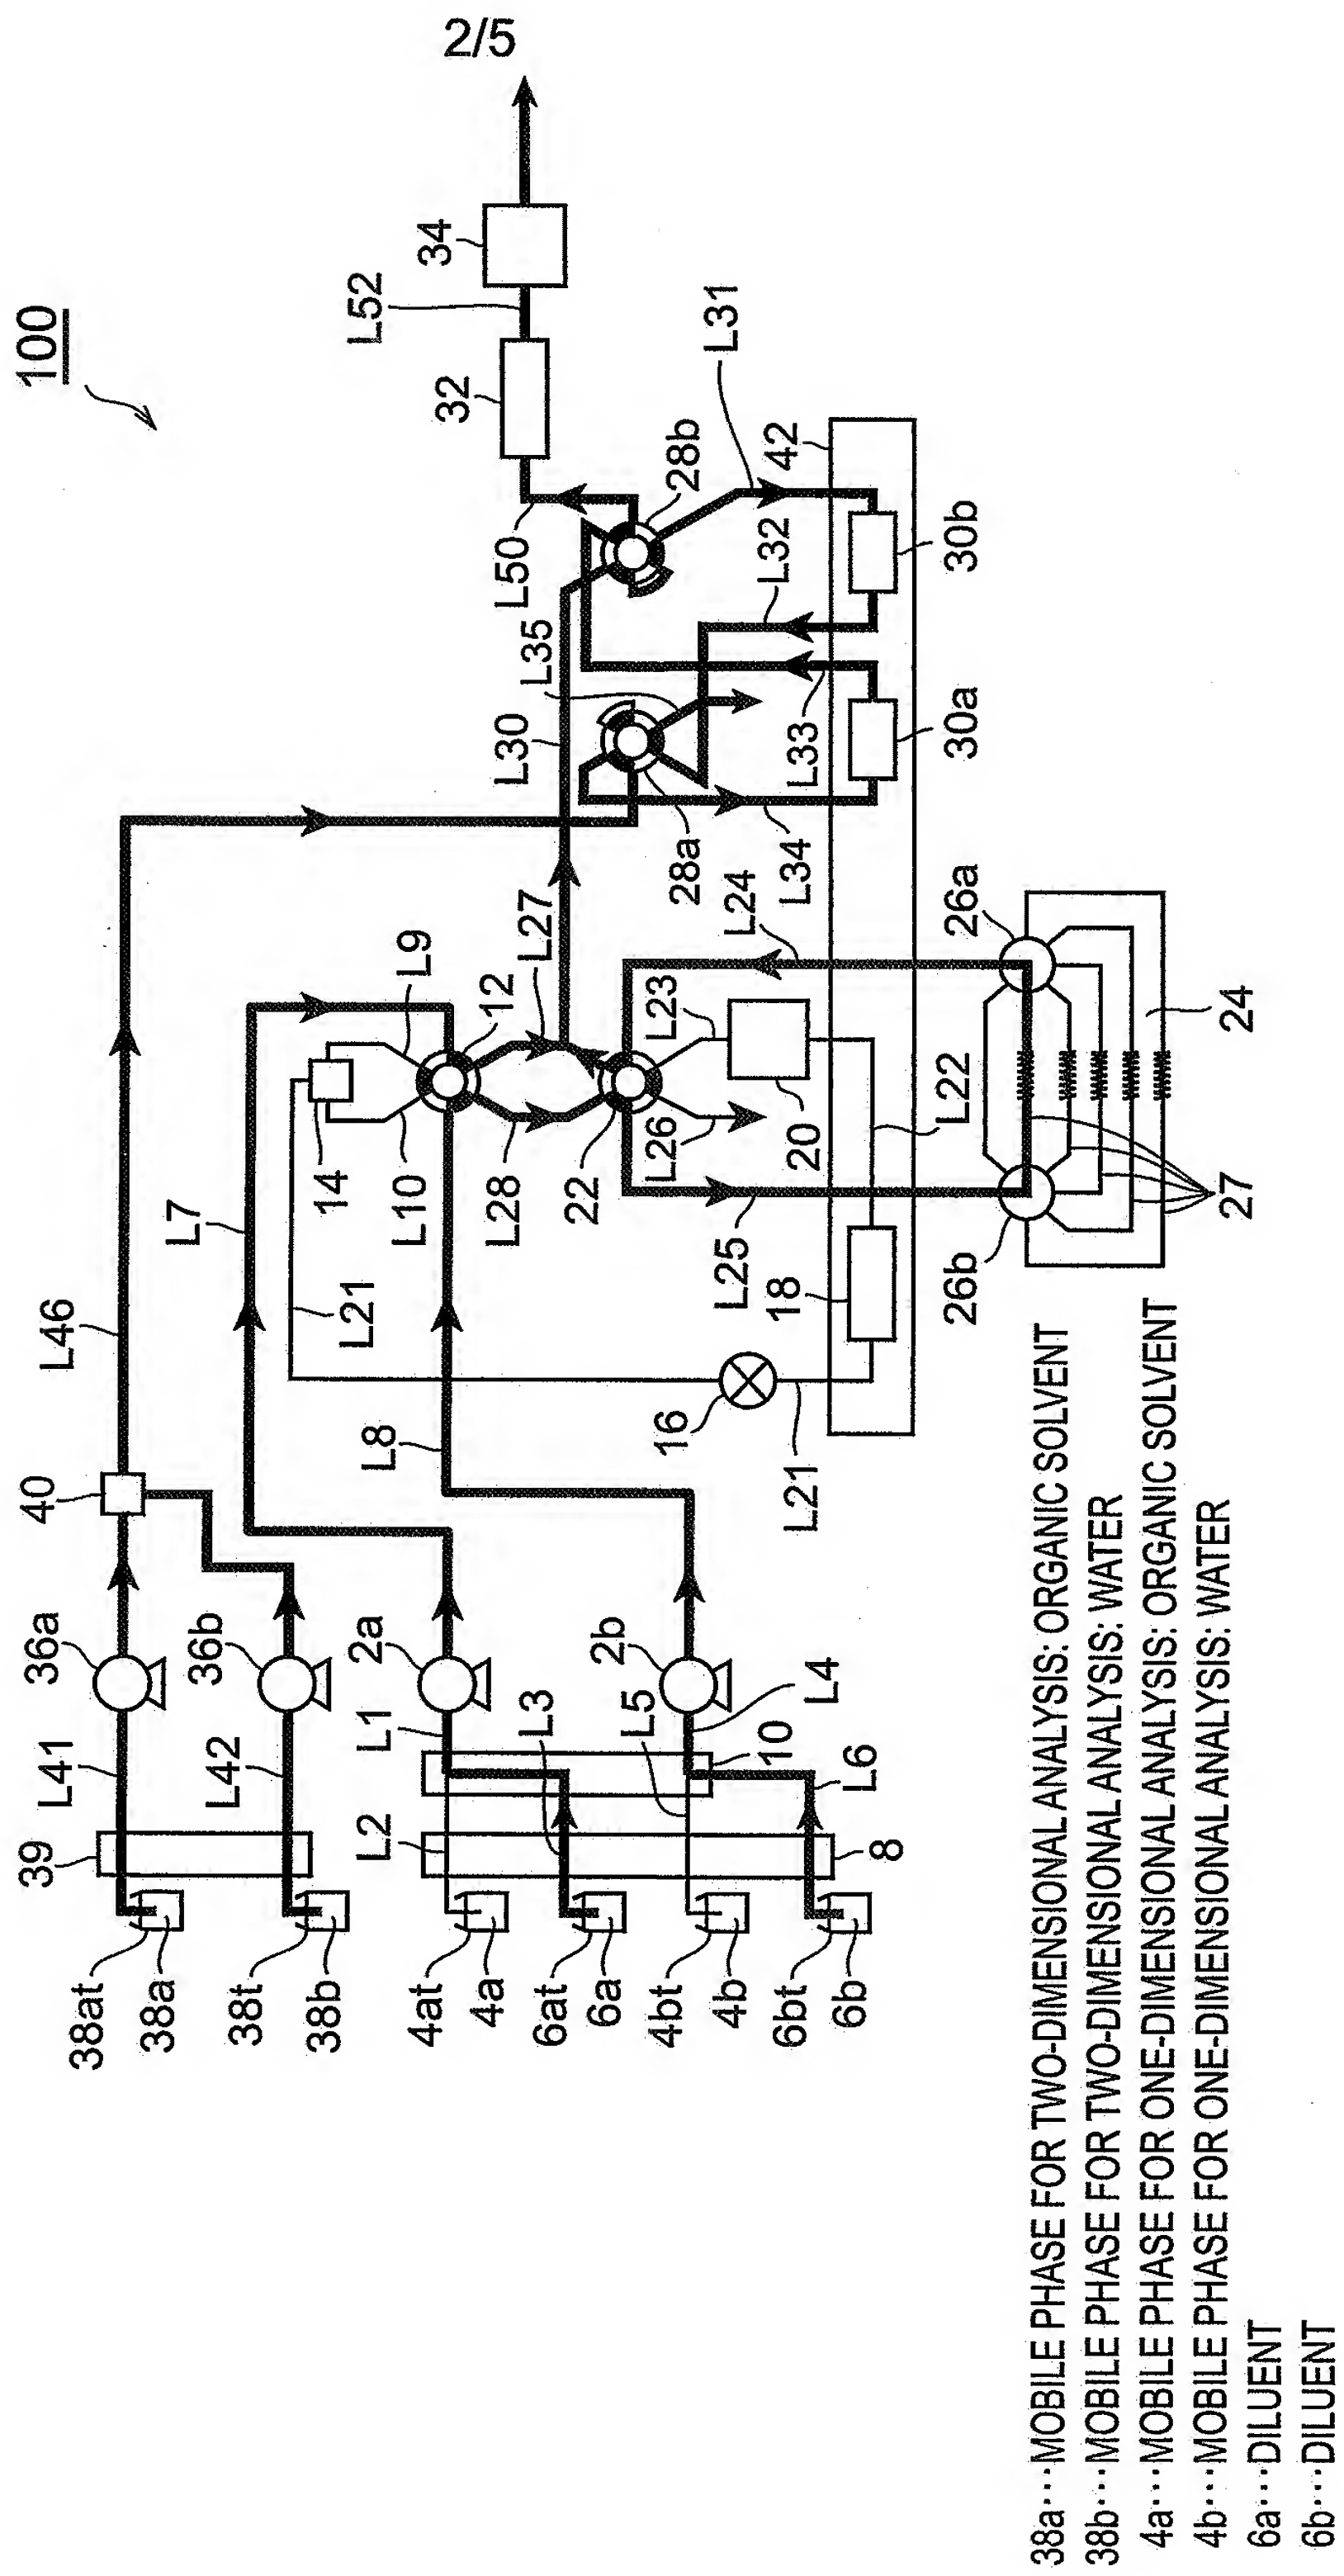 100
2/5
34
L52
32
L31
28b
42
L50
L32
30b
L35
L30
L33
30a
28a
L34
L27
L24
26a
L9
12
L23
24
14
L10
L28
22
L26
20
L22
27
L7
L21
L25
18
26b
L46
L8
16
L21
40
36a
36b
2a
2b
L41
L42
L1
L3
L5
L4
10
L6
39
L2
8
38at
38a
38t
38b
4at
4a
6at
6a
4bt
4b
6bt
6b
38a···MOBILE PHASE FOR TWO-DIMENSIONAL ANALYSIS: ORGANIC SOLVENT
38b···MOBILE PHASE FOR TWO-DIMENSIONAL ANALYSIS: WATER
4a···MOBILE PHASE FOR ONE-DIMENSIONAL ANALYSIS: ORGANIC SOLVENT
4b···MOBILE PHASE FOR ONE-DIMENSIONAL ANALYSIS: WATER
6a···DILUENT
6b···DILUENT